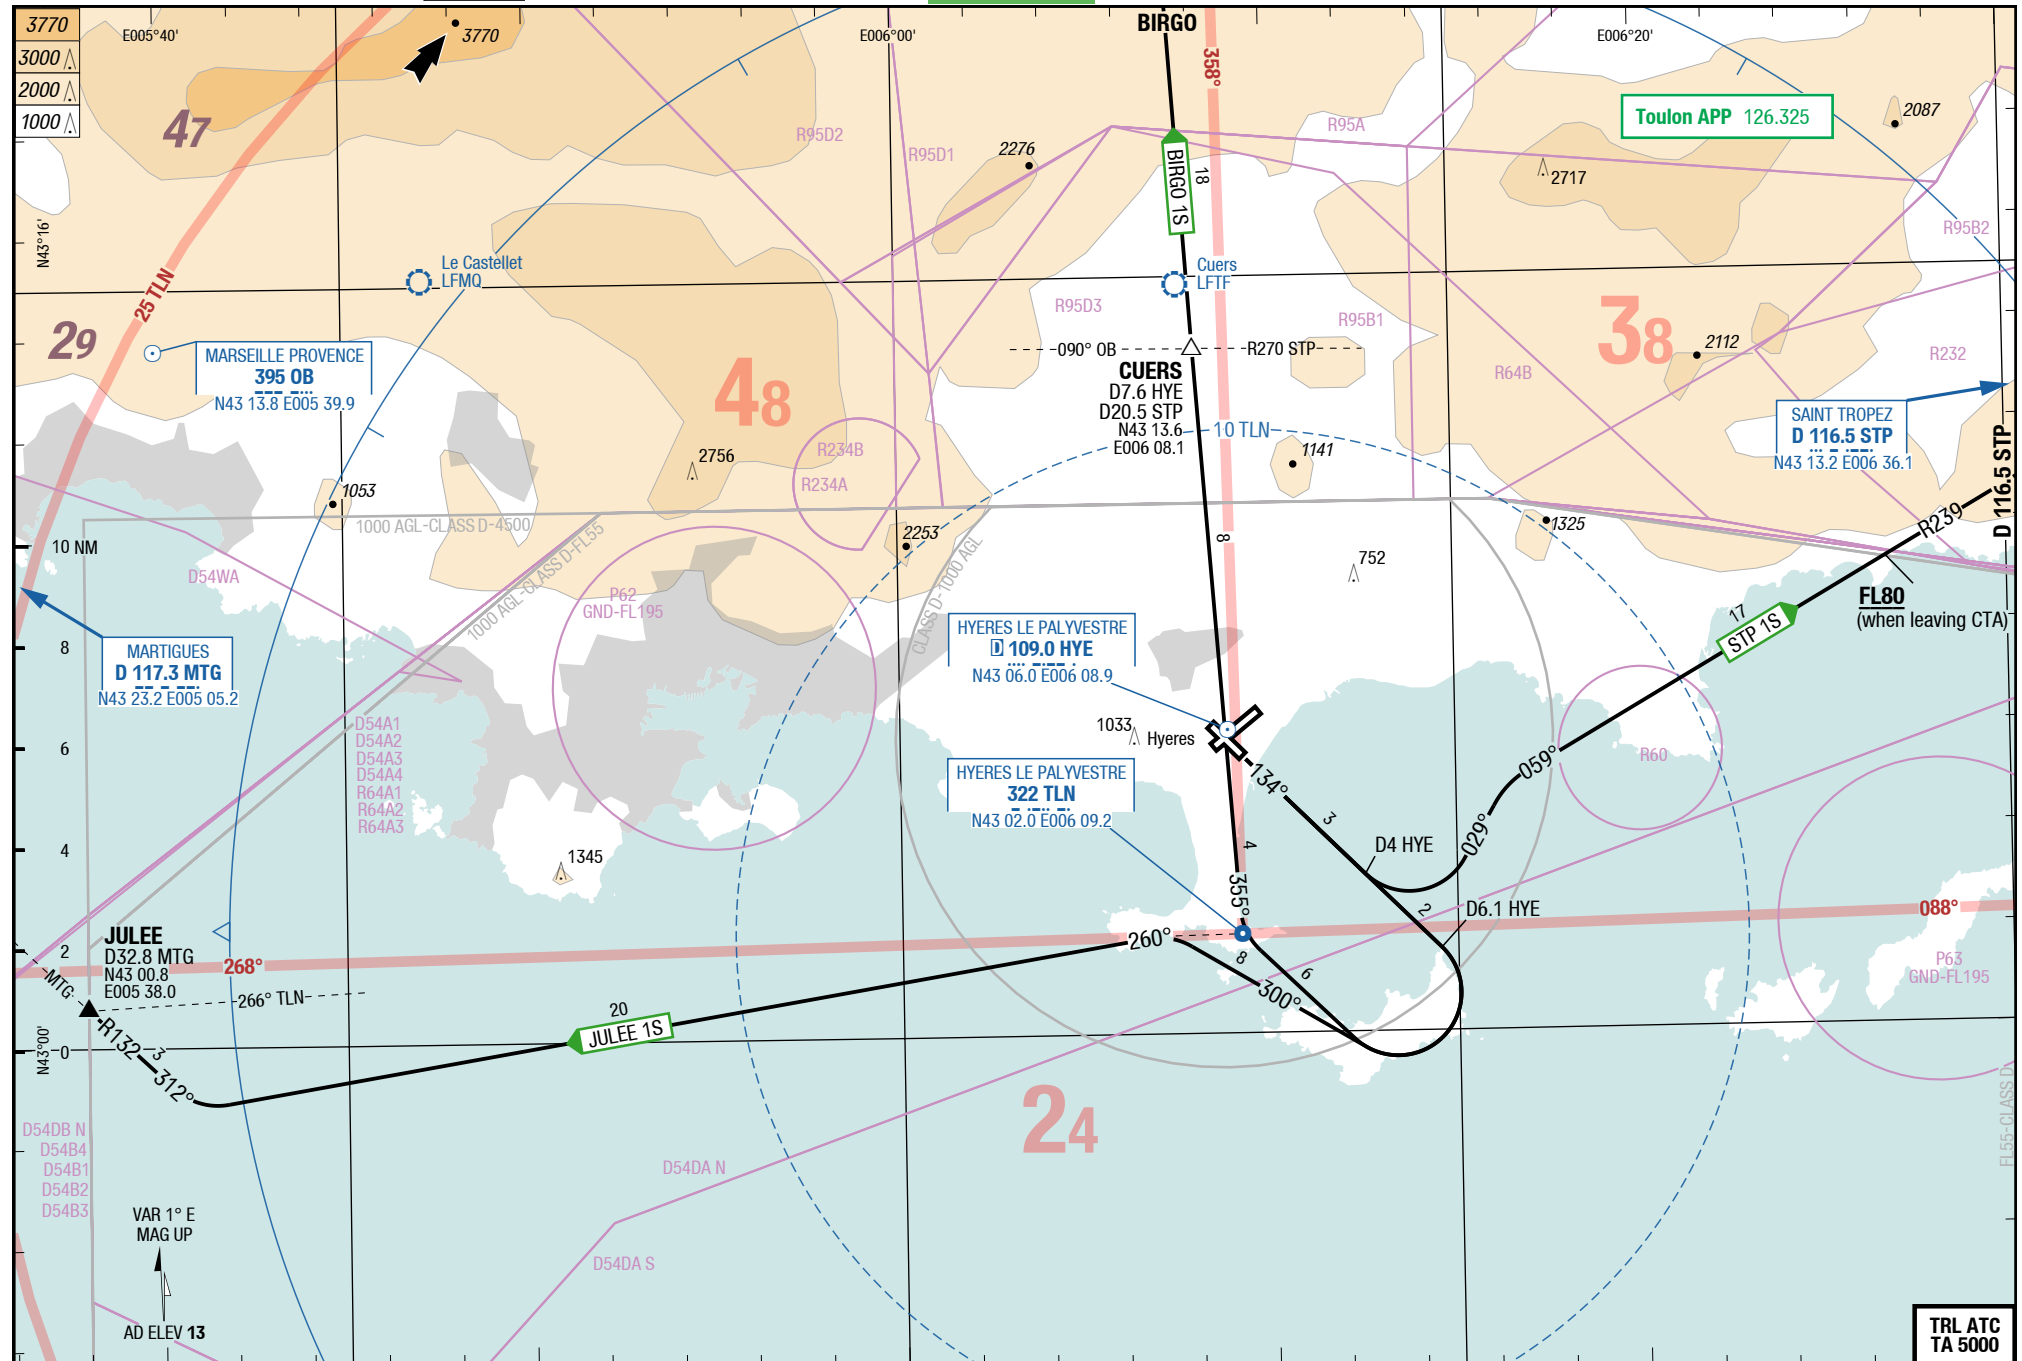 3770
3000
2000
1000
E005°40'
3770
E006°00'
BIRGO
358°
E006°20'
47
R95D2
R95D1
2276
R95A
Toulon APP 126.325
2087
2717
BIRGO 1S
18
N43°16'
R95B2
Le Castellet
LFMQ
Cuers
LFTF
25 TLN
R95D3
R95B1
38
29
MARSEILLE PROVENCE
395 OB
N43 13.8 E005 39.9
090° OB
R270 STP
2112
R232
CUERS
D7.6 HYE
D20.5 STP
N43 13.6
E006 08.1
48
R64B
SAINT TROPEZ
D 116.5 STP
N43 13.2 E006 36.1
10 TLN
R234B
R234A
2756
1141
1053
D 116.5 STP
1000 AGL-CLASS D-4500
1000 AGL-CLASS D-FL55
2253
CLASS D-1000 AGL
8
1325
R239
10 NM
752
D54WA
P62
GND-FL195
FL80
(when leaving CTA)
17
STP 1S
8
MARTIGUES
D 117.3 MTG
N43 23.2 E005 05.2
HYERES LE PALYVESTRE
D 109.0 HYE
N43 06.0 E006 08.9
D54A1
D54A2
D54A3
D54A4
R64A1
R64A2
R64A3
1033
Hyeres
6
R60
059°
134°
HYERES LE PALYVESTRE
322 TLN
N43 02.0 E006 09.2
3
029°
D4 HYE
4
4
1345
355°
2
D6.1 HYE
088°
JULEE
D32.8 MTG
N43 00.8
E005 38.0
2
268°
260°
8
6
P63
GND-FL195
MTG
266° TLN
300°
20
JULEE 1S
R132
3
312°
N43°00'
0
24
FL55-CLASS D
D54DB N
D54B4
D54B1
D54B2
D54B3
D54DA N
VAR 1° E
MAG UP
D54DA S
AD ELEV 13
TRL ATC
TA 5000